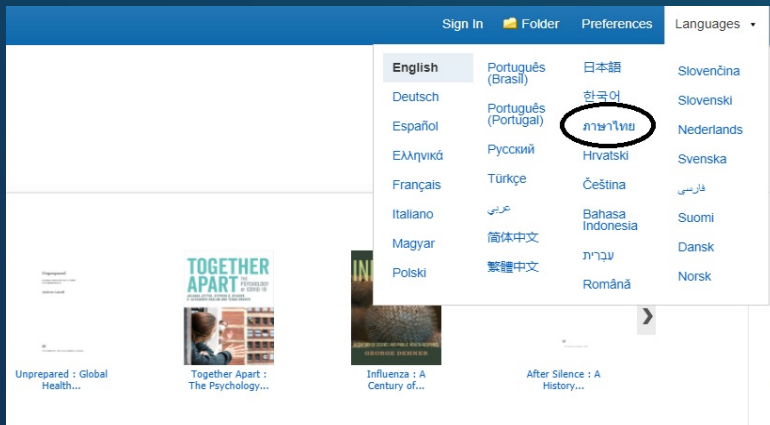 Sign In
Folder
Preferences
Languages
English
Deutsch
Español
Ελληνικά
Français
Italiano
Magyar
Polski
Português
(Brasil)
Português
(Portugal)
Русский
Türkçe
عربي
简体中文
繁體中文
日本語
한국어
ภาษาไทย
Hrvatski
Čeština
Bahasa
Indonesia
עברית
Română
Slovenčina
Slovenski
Nederlands
Svenska
فارسی
Suomi
Dansk
Norsk
Unprepared
TOGETHER
APART
THE
PSYCHOLOGY
OF COVID-19
GEORGE DEHNER
Unprepared : Global
Health...
Together Apart :
The Psychology...
Influenza : A
Century of...
After Silence : A
History...